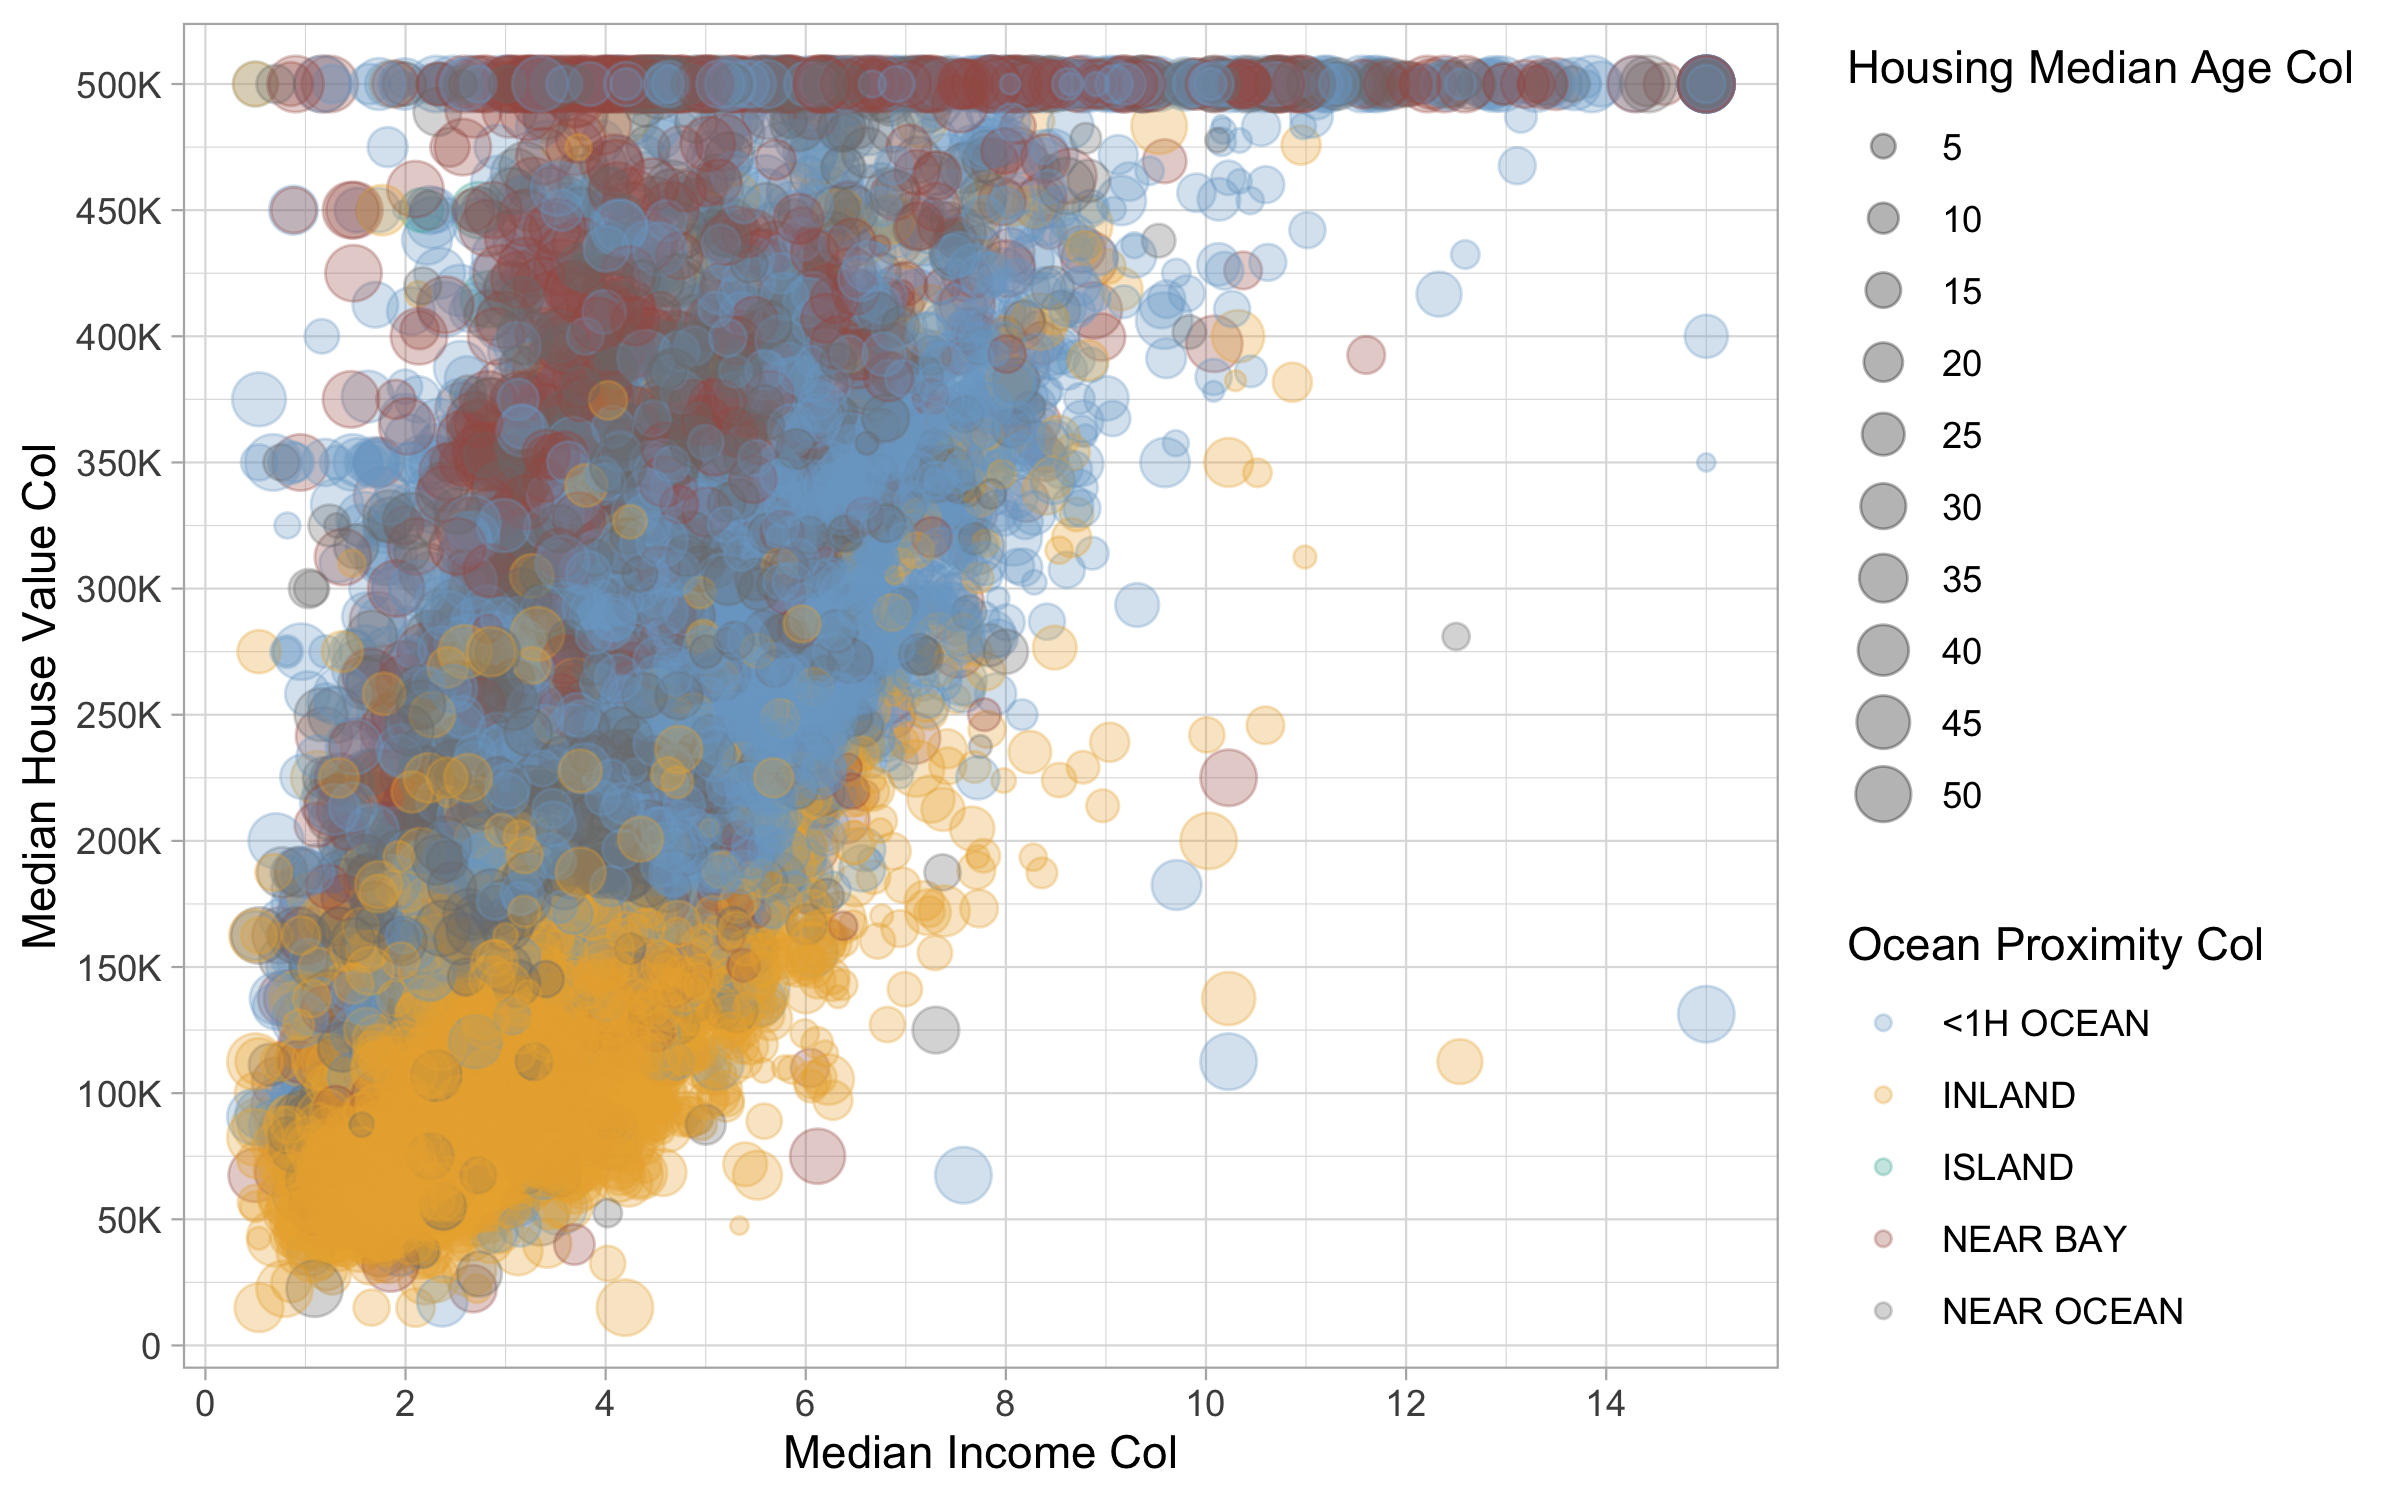 Housing Median Age Col
5
10
15
20
25
30
35
40
45
50
Ocean Proximity Col
<1H OCEAN
INLAND
ISLAND
NEAR BAY
NEAR OCEAN
Median House Value Col
500K
450K
400K
350K
300K
250K
200K
150K
100K
50K
0
0 2 4 6 8 10 12 14
Median Income Col